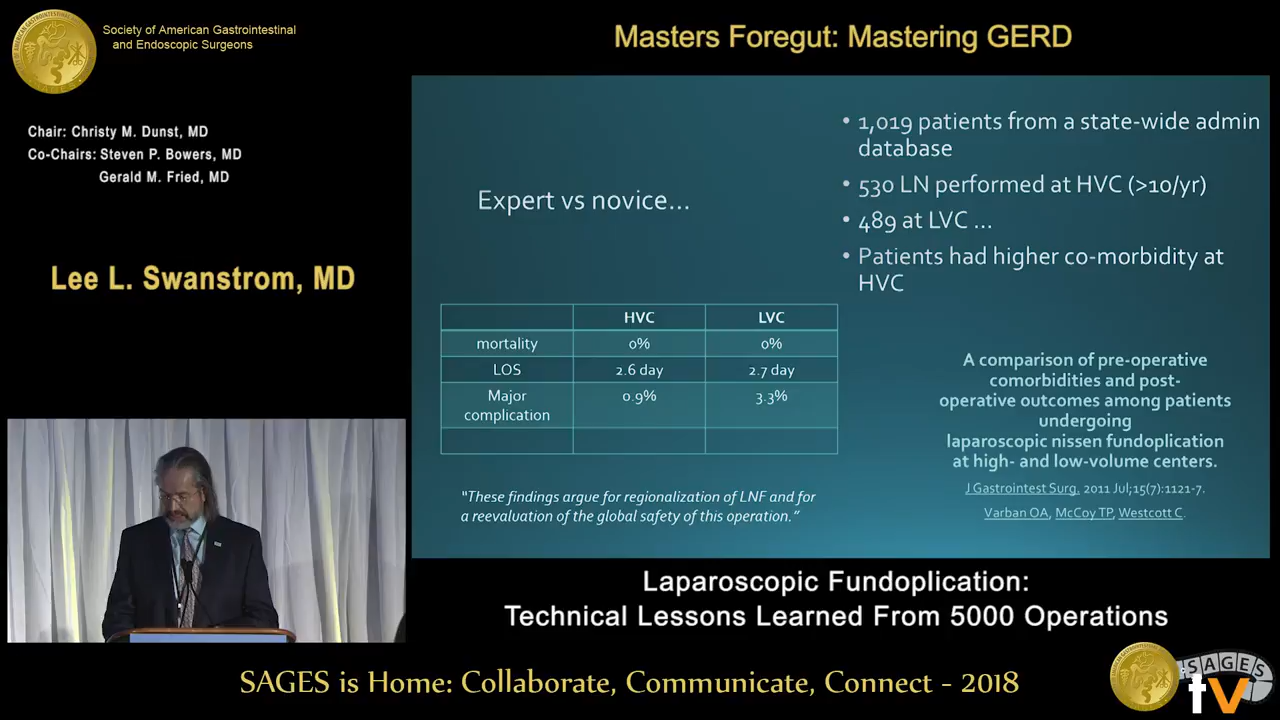 Society of American Gastrointestinal
and Endoscopic Surgeons
Masters Foregut: Mastering GERD
Chair: Christy M. Dunst, MD
Co-Chairs: Steven P. Bowers, MD
Gerald M. Fried, MD
Lee L. Swanstrom, MD
Expert vs novice...
• 1,019 patients from a state-wide admin
database
• 530 LN performed at HVC (>10/yr)
• 489 at LVC ...
• Patients had higher co-morbidity at
HVC
HVC LVC
mortality 0% 0%
LOS 2.6 day 2.7 day
Major 0.9% 3.3%
complication
"These findings argue for regionalization of LNF and for
a reevaluation of the global safety of this operation."
A comparison of pre-operative
comorbidities and post-
operative outcomes among patients
undergoing
laparoscopic nissen fundoplication
at high- and low-volume centers.
J Gastrointest Surg. 2011 Jul;15(7):1121-7.
Varban OA, McCoy TP, Westcott C.
Laparoscopic Fundoplication:
Technical Lessons Learned From 5000 Operations
SAGES is Home: Collaborate, Communicate, Connect - 2018
SAGES
tv